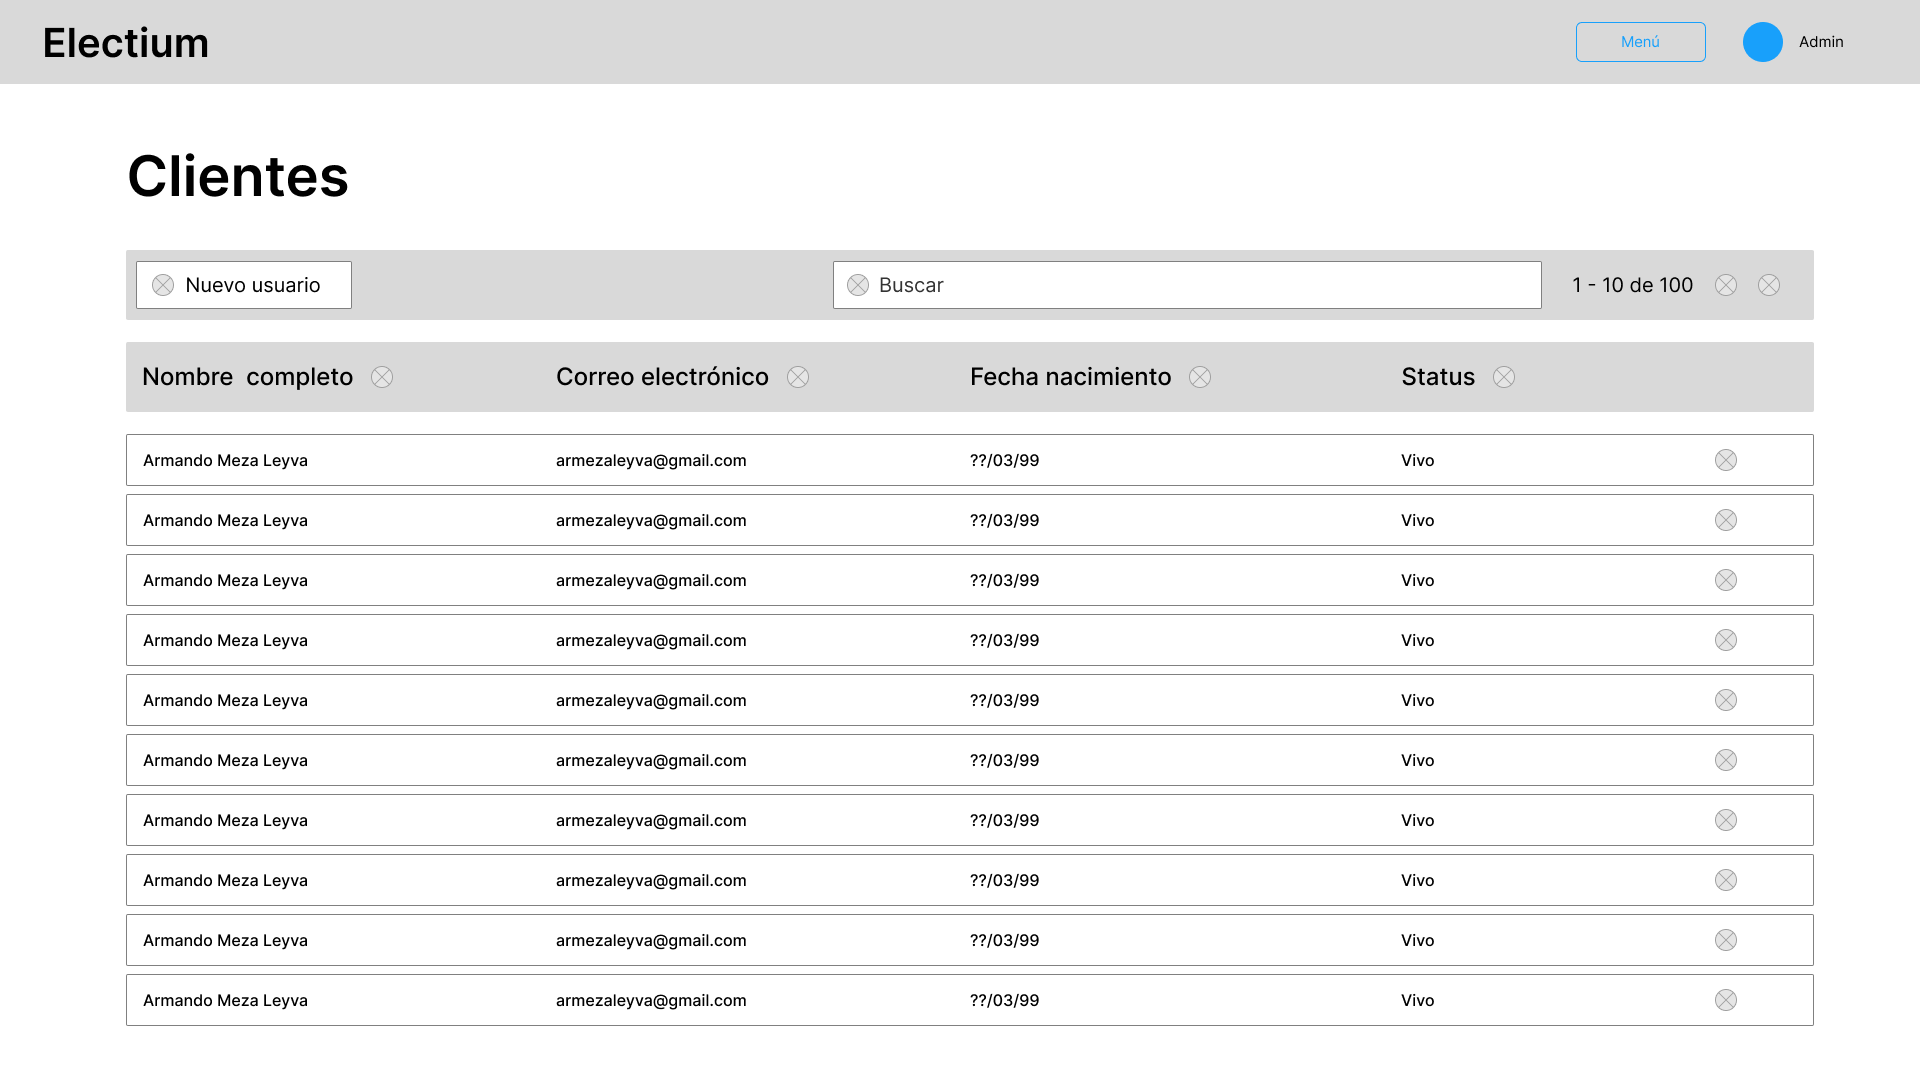 Electium
Menú
Admin
Clientes
Nuevo usuario
Buscar
1 - 10 de 100
Nombre completo
Correo electrónico
Fecha nacimiento
Status
Armando Meza Leyva armezaleyva@gmail.com ??/03/99 Vivo
Armando Meza Leyva armezaleyva@gmail.com ??/03/99 Vivo
Armando Meza Leyva armezaleyva@gmail.com ??/03/99 Vivo
Armando Meza Leyva armezaleyva@gmail.com ??/03/99 Vivo
Armando Meza Leyva armezaleyva@gmail.com ??/03/99 Vivo
Armando Meza Leyva armezaleyva@gmail.com ??/03/99 Vivo
Armando Meza Leyva armezaleyva@gmail.com ??/03/99 Vivo
Armando Meza Leyva armezaleyva@gmail.com ??/03/99 Vivo
Armando Meza Leyva armezaleyva@gmail.com ??/03/99 Vivo
Armando Meza Leyva armezaleyva@gmail.com ??/03/99 Vivo